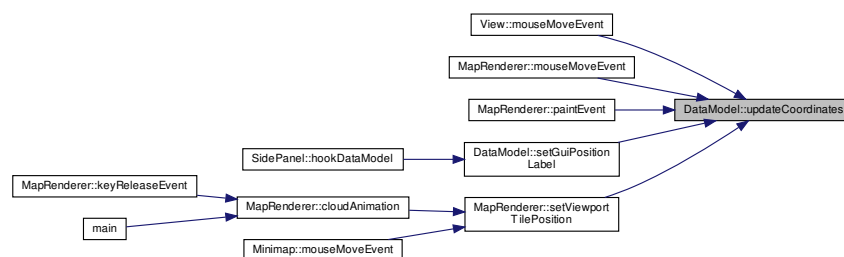 View::mouseMoveEvent
MapRenderer::mouseMoveEvent
DataModel::updateCoordinates
MapRenderer::paintEvent
SidePanel::hookDataModel
DataModel::setGuiPosition
Label
MapRenderer::keyReleaseEvent
MapRenderer::cloudAnimation
MapRenderer::setViewport
TilePosition
main
Minimap::mouseMoveEvent